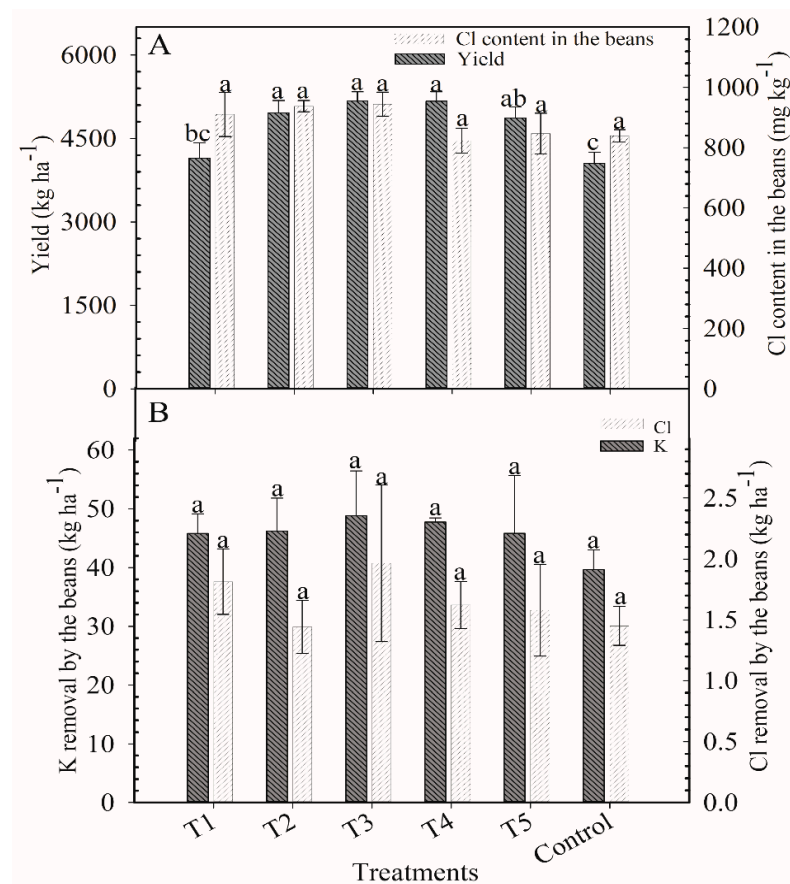 A
Cl content in the beans
Yield
6000
4500
3000
1500
0
Yield (kg ha-1)
1200
1000
800
600
400
200
0
Cl content in the beans (mg kg-1)
bc a a a a a a a ab a c a
B
Cl
K
60
50
40
30
20
10
0
K removal by the beans (kg ha-1)
2.5
2.0
1.5
1.0
0.5
0.0
Cl removal by the beans (kg ha-1)
a a a a a a a a a a a a
T1 T2 T3 T4 T5 Control
Treatments